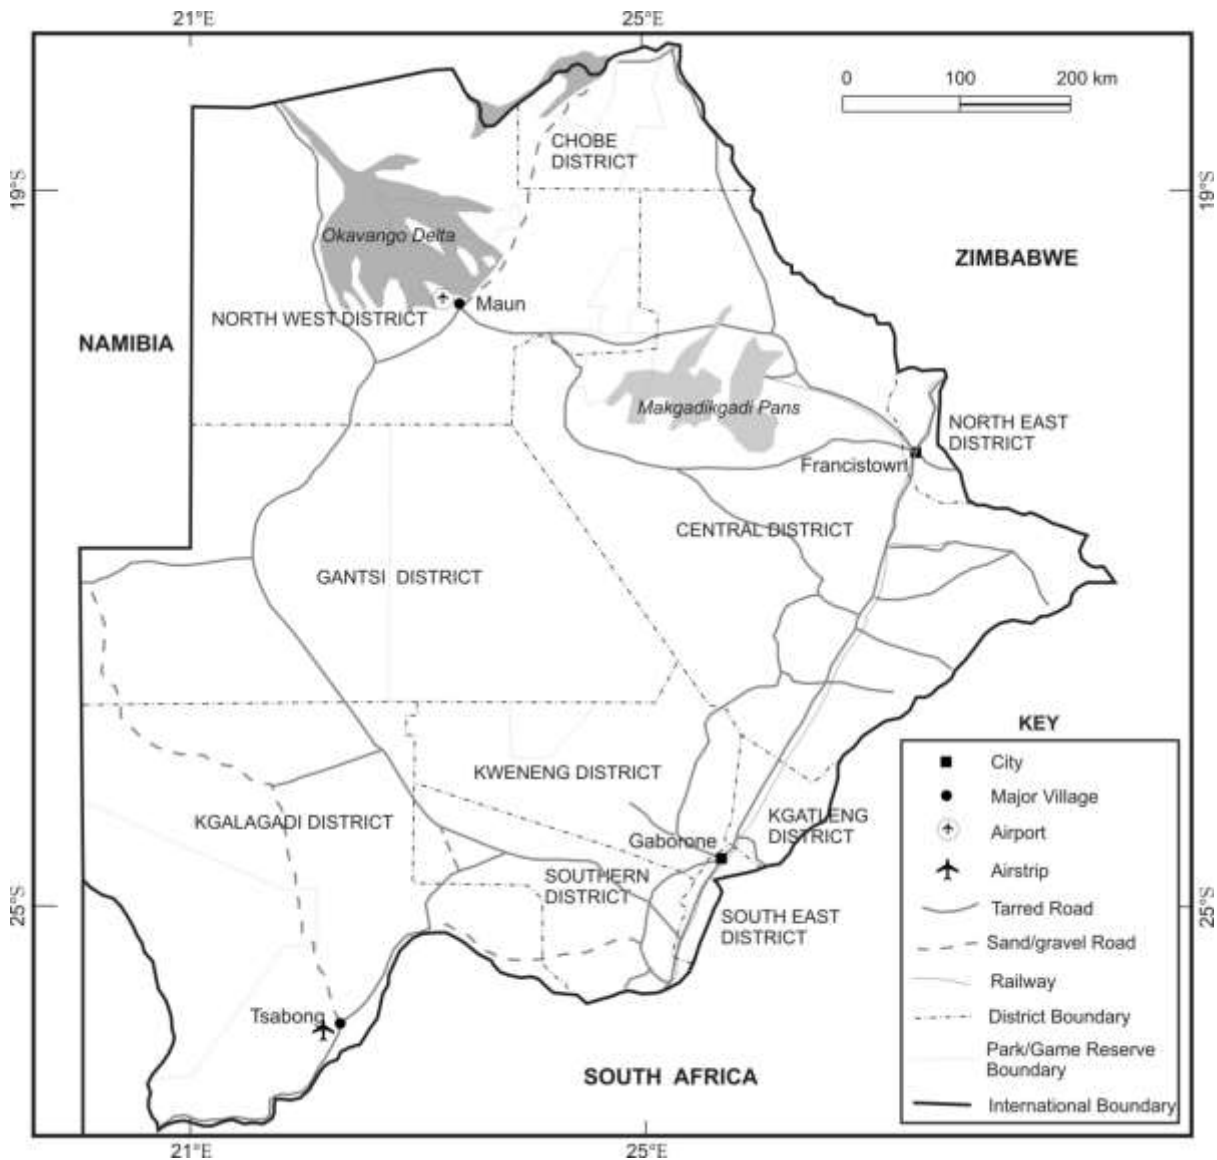 21°E
25°E
0
100
200 km
CHOBE
DISTRICT
19°S
19°S
Okavango Delta
ZIMBABWE
Maun
NORTH WEST DISTRICT
NAMIBIA
Makgadikgadi Pans
NORTH EAST
DISTRICT
Francistown
CENTRAL DISTRICT
GANTSI DISTRICT
KEY
City
KWENENG DISTRICT
Major Village
KGALAGADI DISTRICT
KGATLENG
DISTRICT
Airport
Gaborone
Airstrip
SOUTHERN
DISTRICT
25°S
25°S
Tarred Road
SOUTH EAST
DISTRICT
Sand/gravel Road
Railway
Tsabong
District Boundary
Park/Game Reserve
Boundary
SOUTH AFRICA
International Boundary
21°E
25°E